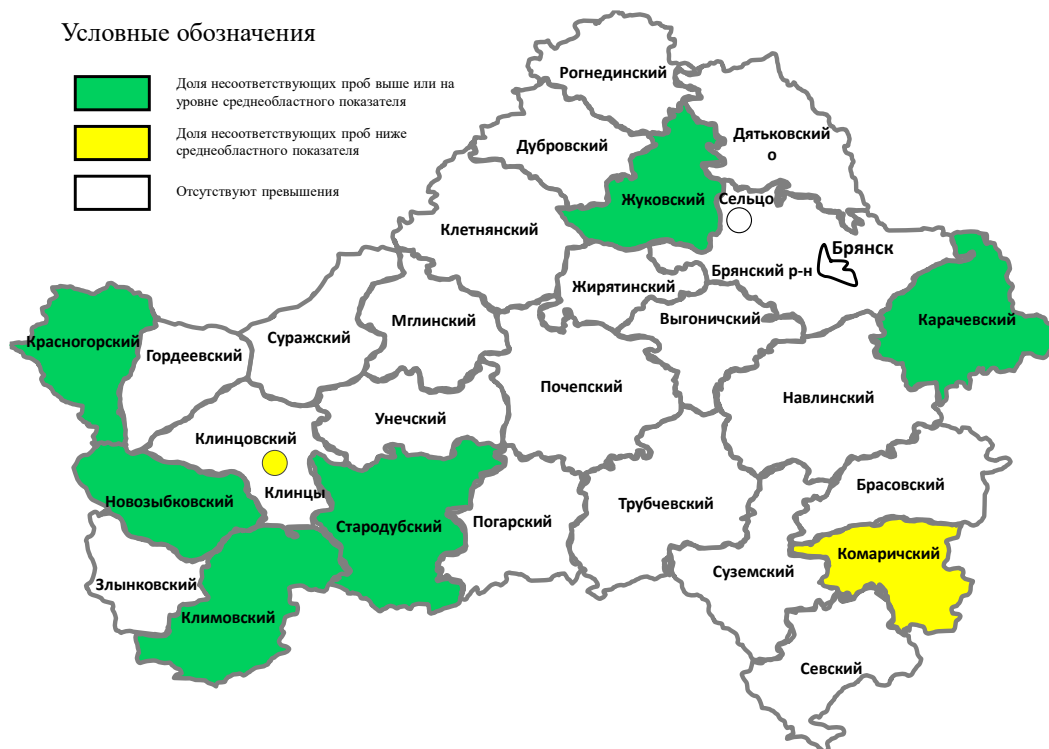 Условные обозначения
Доля несоответствующих проб выше или на
уровне среднеобластного показателя
Доля несоответствующих проб ниже
среднеобластного показателя
Отсутствуют превышения
Рогнединский
Дубровский
Дятьковский
о
Жуковский
Сельцо
Клетнянский
Брянск
Брянский р-н
Жирятинский
Выгоничский
Карачевский
Мглинский
Суражский
Красногорский
Гордеевский
Почепский
Навлинский
Унечский
Клинцовский
Клинцы
Новозыбковский
Стародубский
Погарский
Трубчевский
Брасовский
Комаричский
Суземский
Злынковский
Климовский
Севский